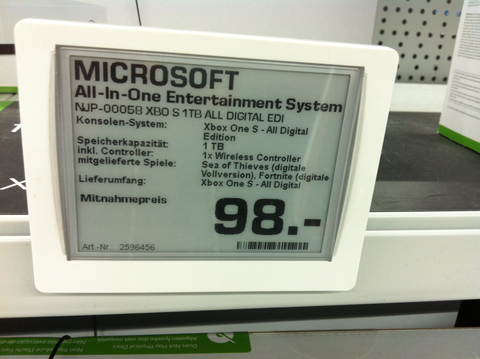 MICROSOFT
All-In-One Entertainment System
NJP-00058 XBO S 1TB ALL DIGITAL EDI
Konsolen-System: Xbox One S - All Digital
Edition
Speicherkapazität: 1 TB
inkl. Controller: 1x Wireless Controller
mitgelieferte Spiele: Sea of Thieves (digitale
Vollversion), Fortnite (digitale
Lieferumfang: Xbox One S - All Digital
Mitnahmepreis
98.-
Art.-Nr. 2596456